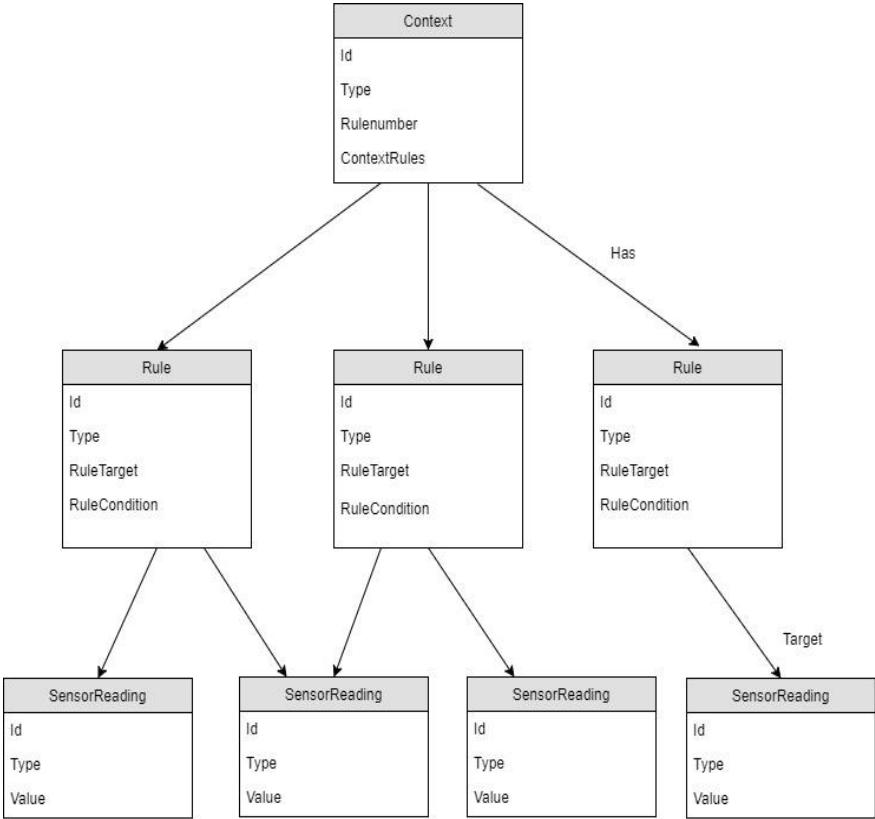 Context
Id
Type
Rulenumber
ContextRules
Has
Rule
Id
Type
RuleTarget
RuleCondition
Rule
Id
Type
RuleTarget
RuleCondition
Rule
Id
Type
RuleTarget
RuleCondition
Target
SensorReading
Id
Type
Value
SensorReading
Id
Type
Value
SensorReading
Id
Type
Value
SensorReading
Id
Type
Value